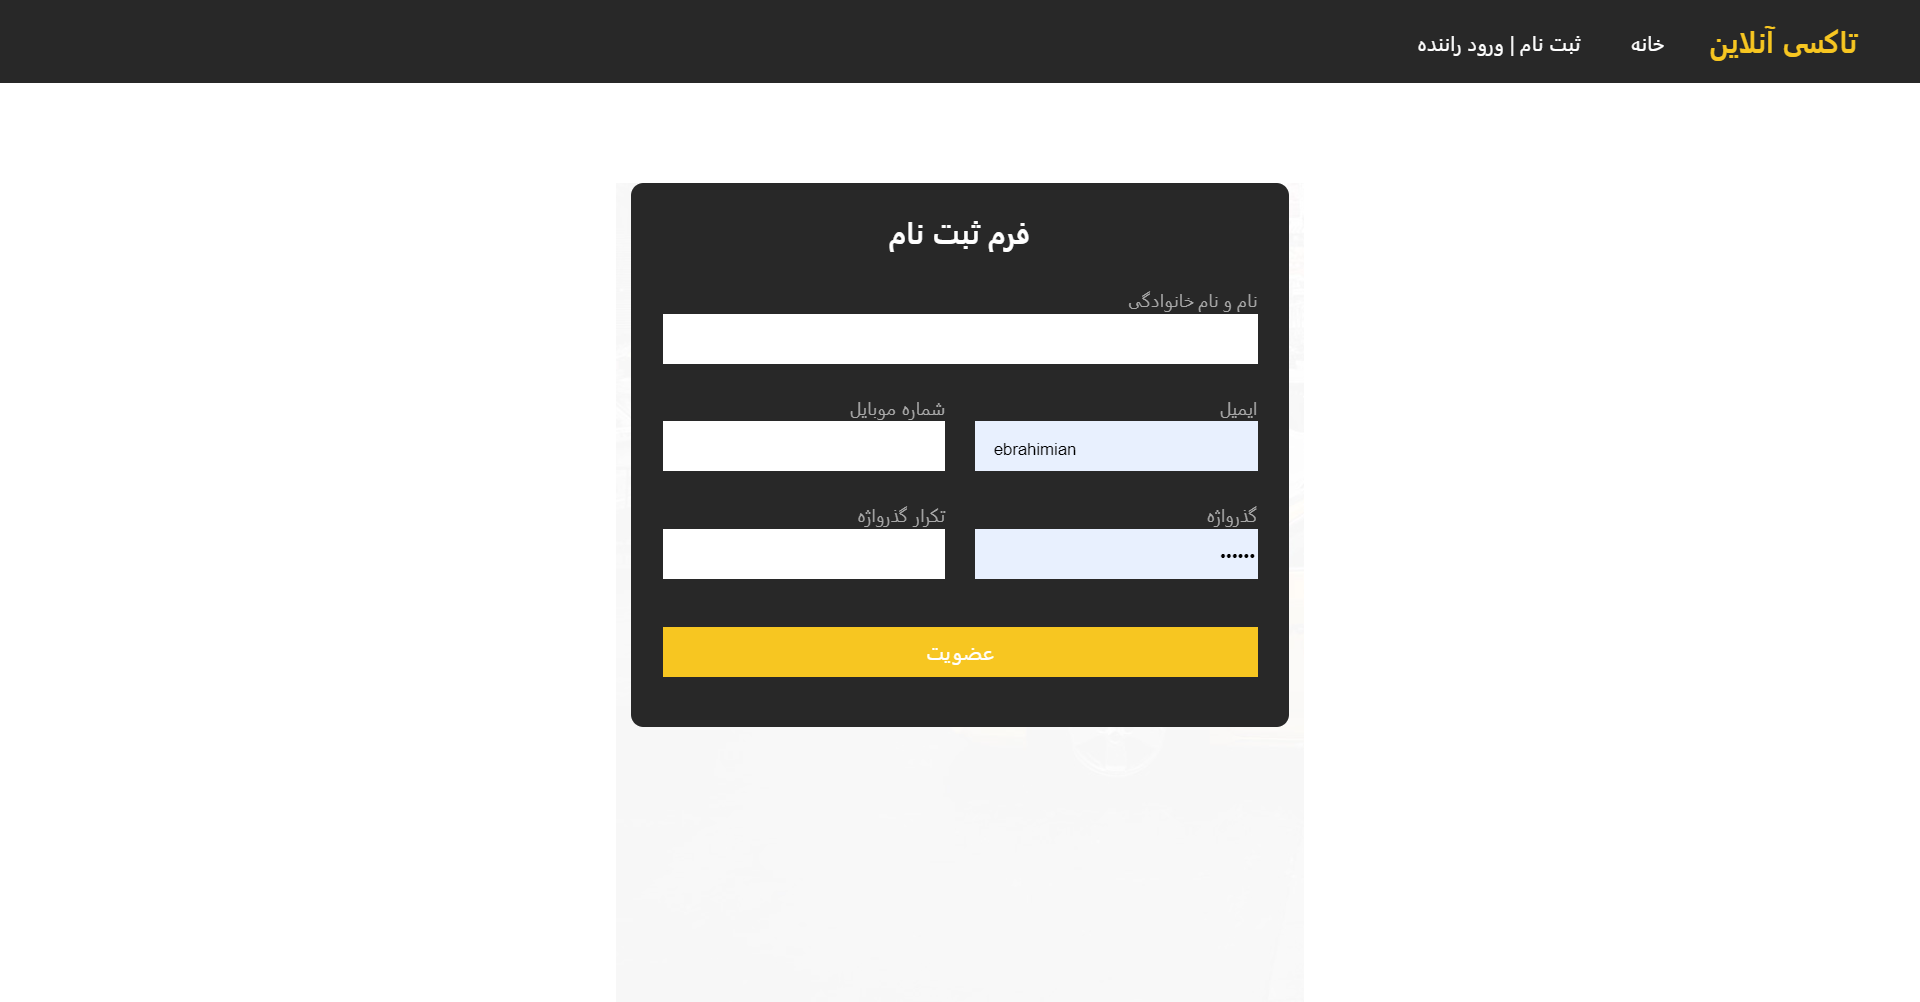 تاکسی آنلاین
خانه
ثبت نام | ورود راننده
فرم ثبت نام
نام و نام خانوادگی
ایمیل
شماره موبایل
ebrahimian
گذرواژه
تکرار گذرواژه
••••••
عضویت